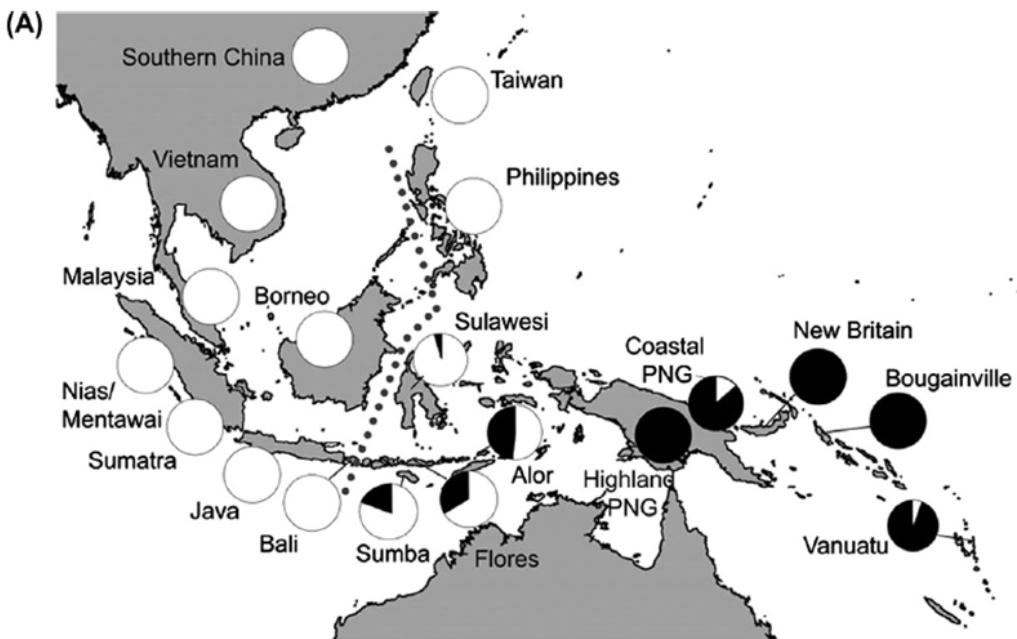 (A)
Southern China
Taiwan
Vietnam
Philippines
Malaysia
Borneo
Sulawesi
New Britain
Coastal
PNG
Bougainville
Nias/
Mentawai
Sumatra
Alor
Highland
PNG
Java
Bali
Sumba
Flores
Vanuatu